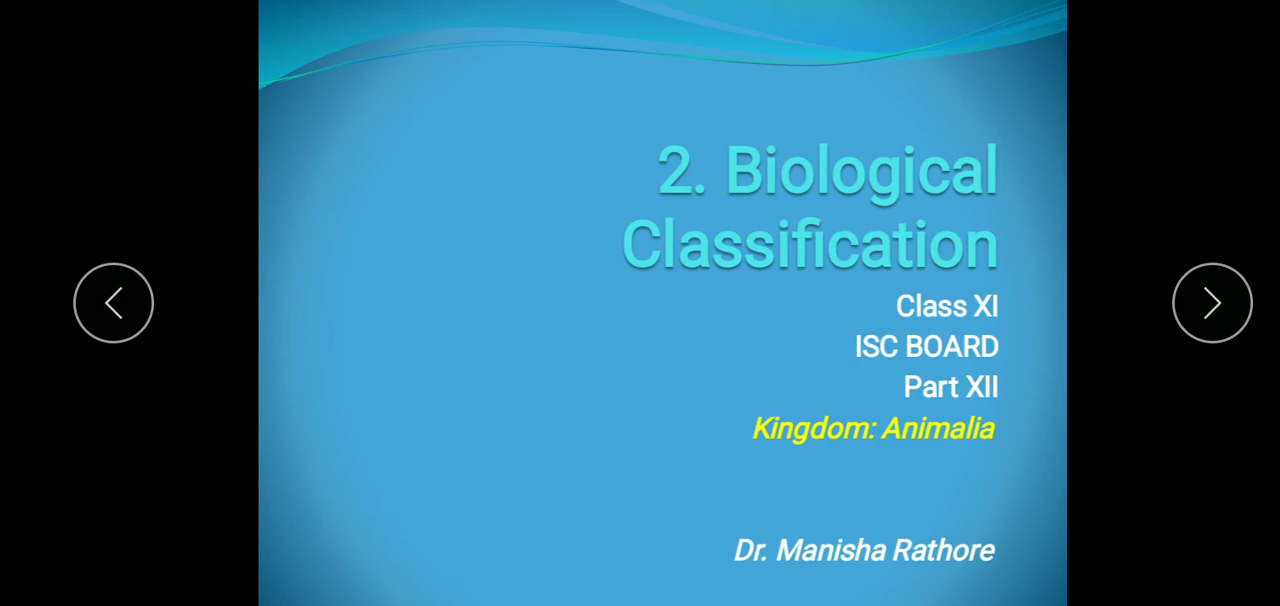 2. Biological
Classification
Class XI
ISC BOARD
Part XII
Kingdom: Animalia
Dr. Manisha Rathore